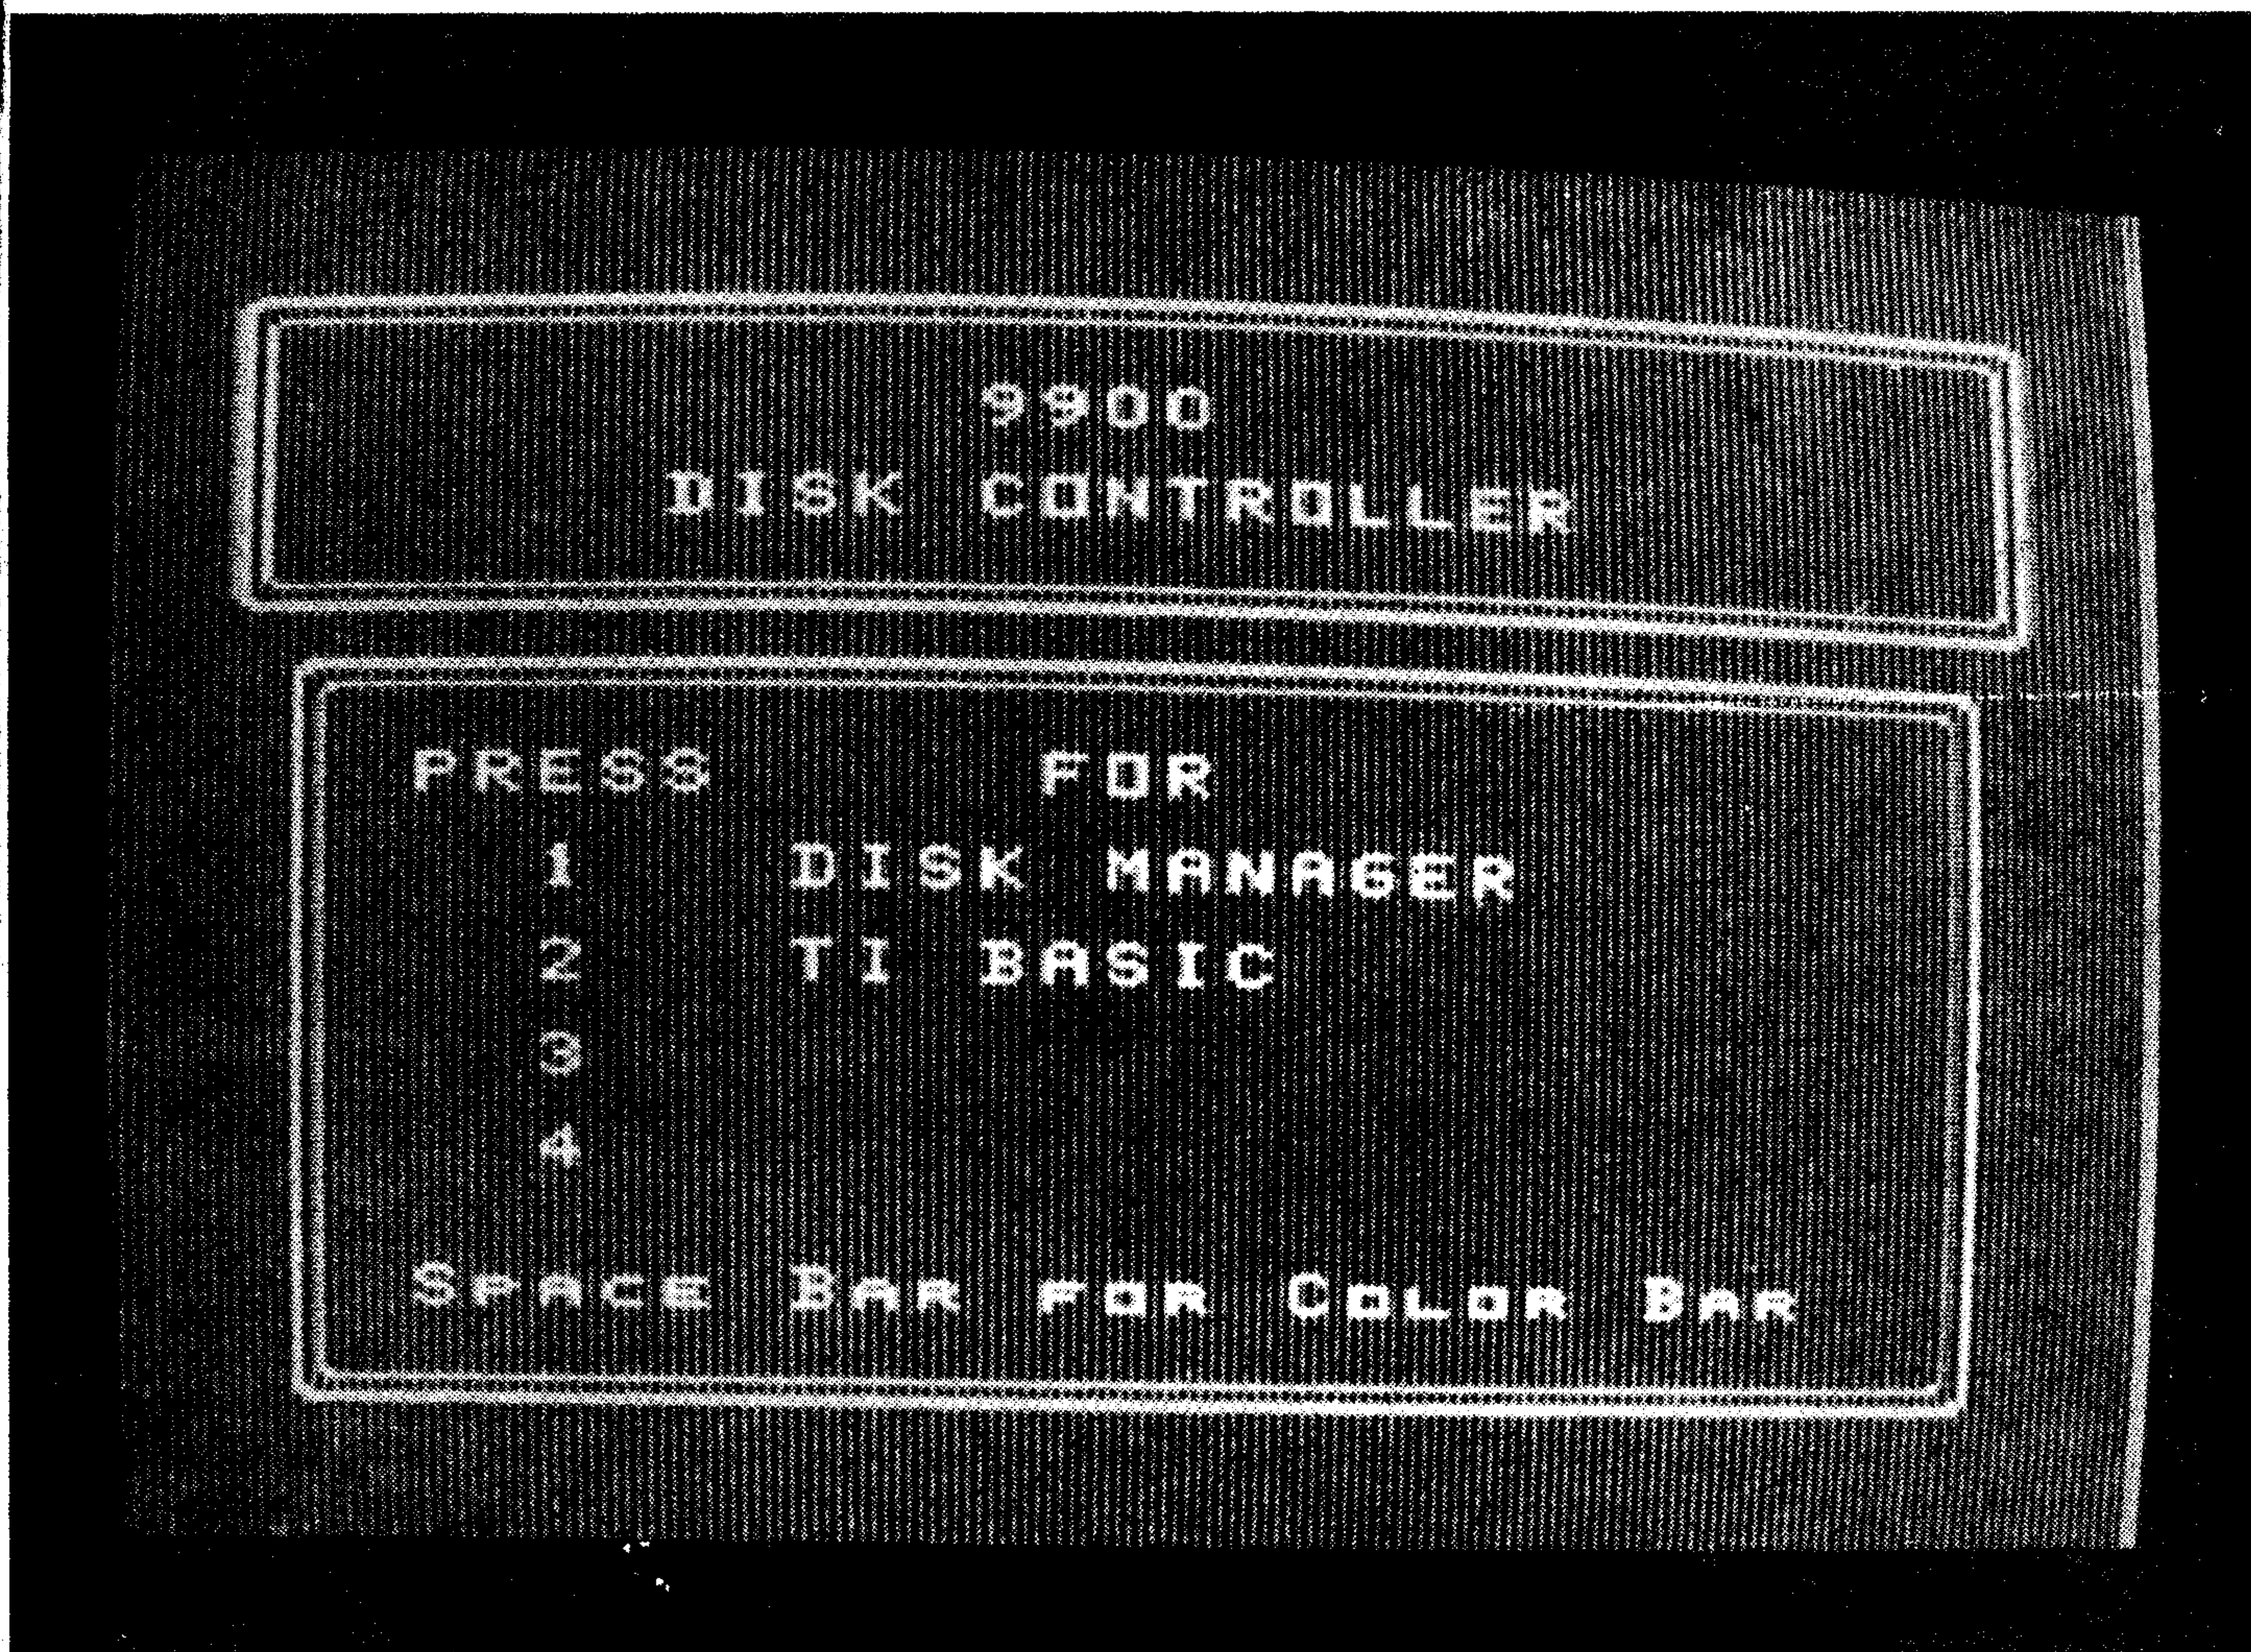 9900
DISK CONTROLLER
PRESS FOR
1 DISK MANAGER
2 TI BASIC
3
4
Space Bar for Color Bar